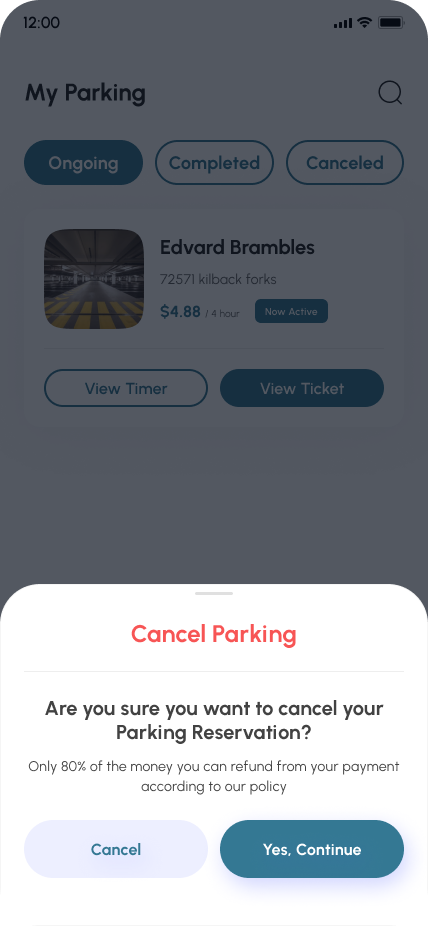 12:00
My Parking
Ongoing
Completed
Canceled
Edvard Brambles
72571 kilback forks
$4.88 / 4 hour
Now Active
View Timer
View Ticket
Cancel Parking
Are you sure you want to cancel your
Parking Reservation?
Only 80% of the money you can refund from your payment
according to our policy
Cancel
Yes, Continue